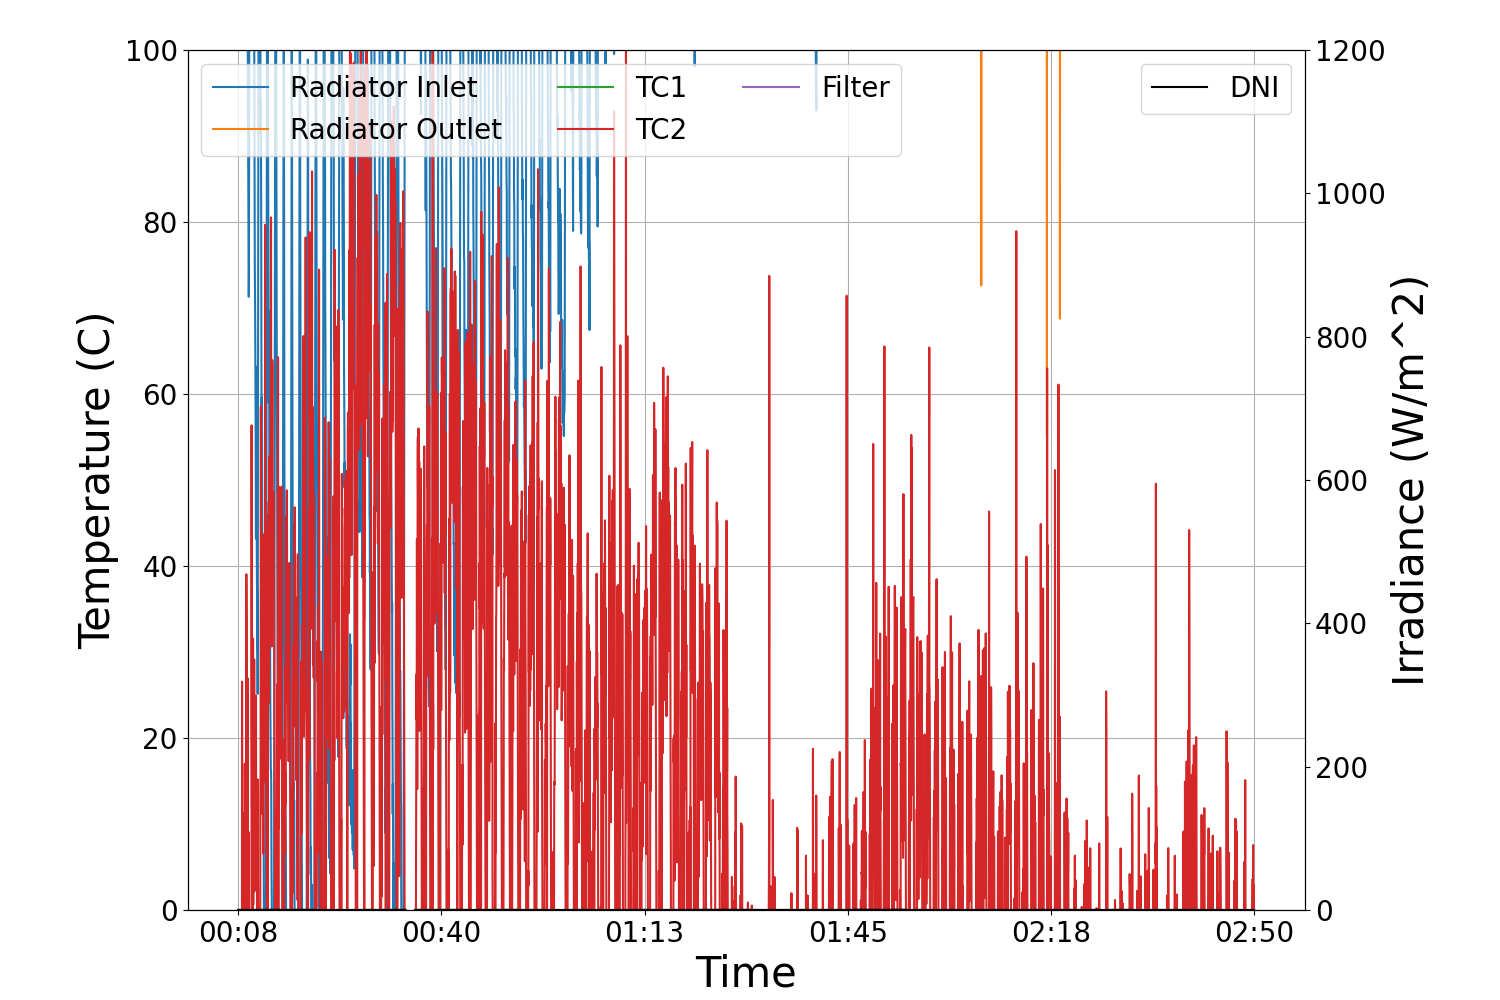 100
80
60
40
20
0
Temperature (C)
Radiator Inlet
Radiator Outlet
TC1
TC2
Filter
DNI
1200
1000
800
600
400
200
0
Irradiance (W/m^2)
00:08 00:40 01:13 01:45 02:18 02:50
Time